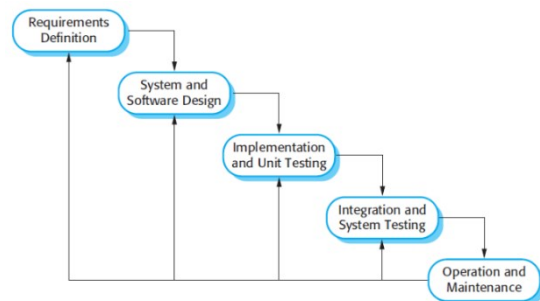 Requirements
Definition
System and
Software Design
Implementation
and Unit Testing
Integration and
System Testing
Operation and
Maintenance